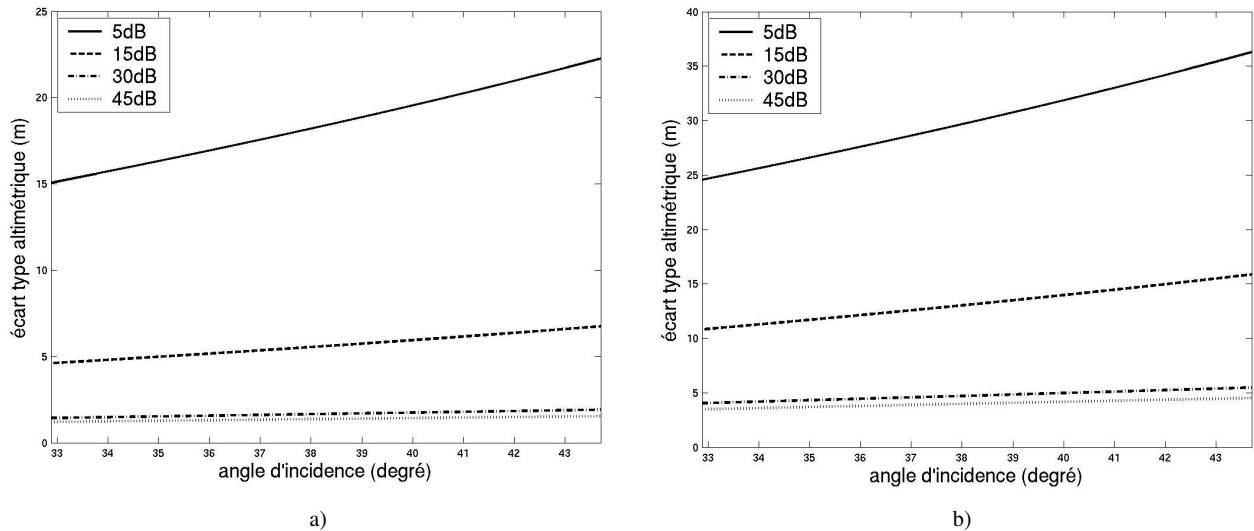 25
20
15
10
5
0
écart type altimétrique (m)
5dB
15dB
30dB
45dB
33 34 35 36 37 38 39 40 41 42 43
angle d'incidence (degré)
a)
40
35
30
25
20
15
10
5
0
écart type altimétrique (m)
5dB
15dB
30dB
45dB
33 34 35 36 37 38 39 40 41 42 43
angle d'incidence (degré)
b)